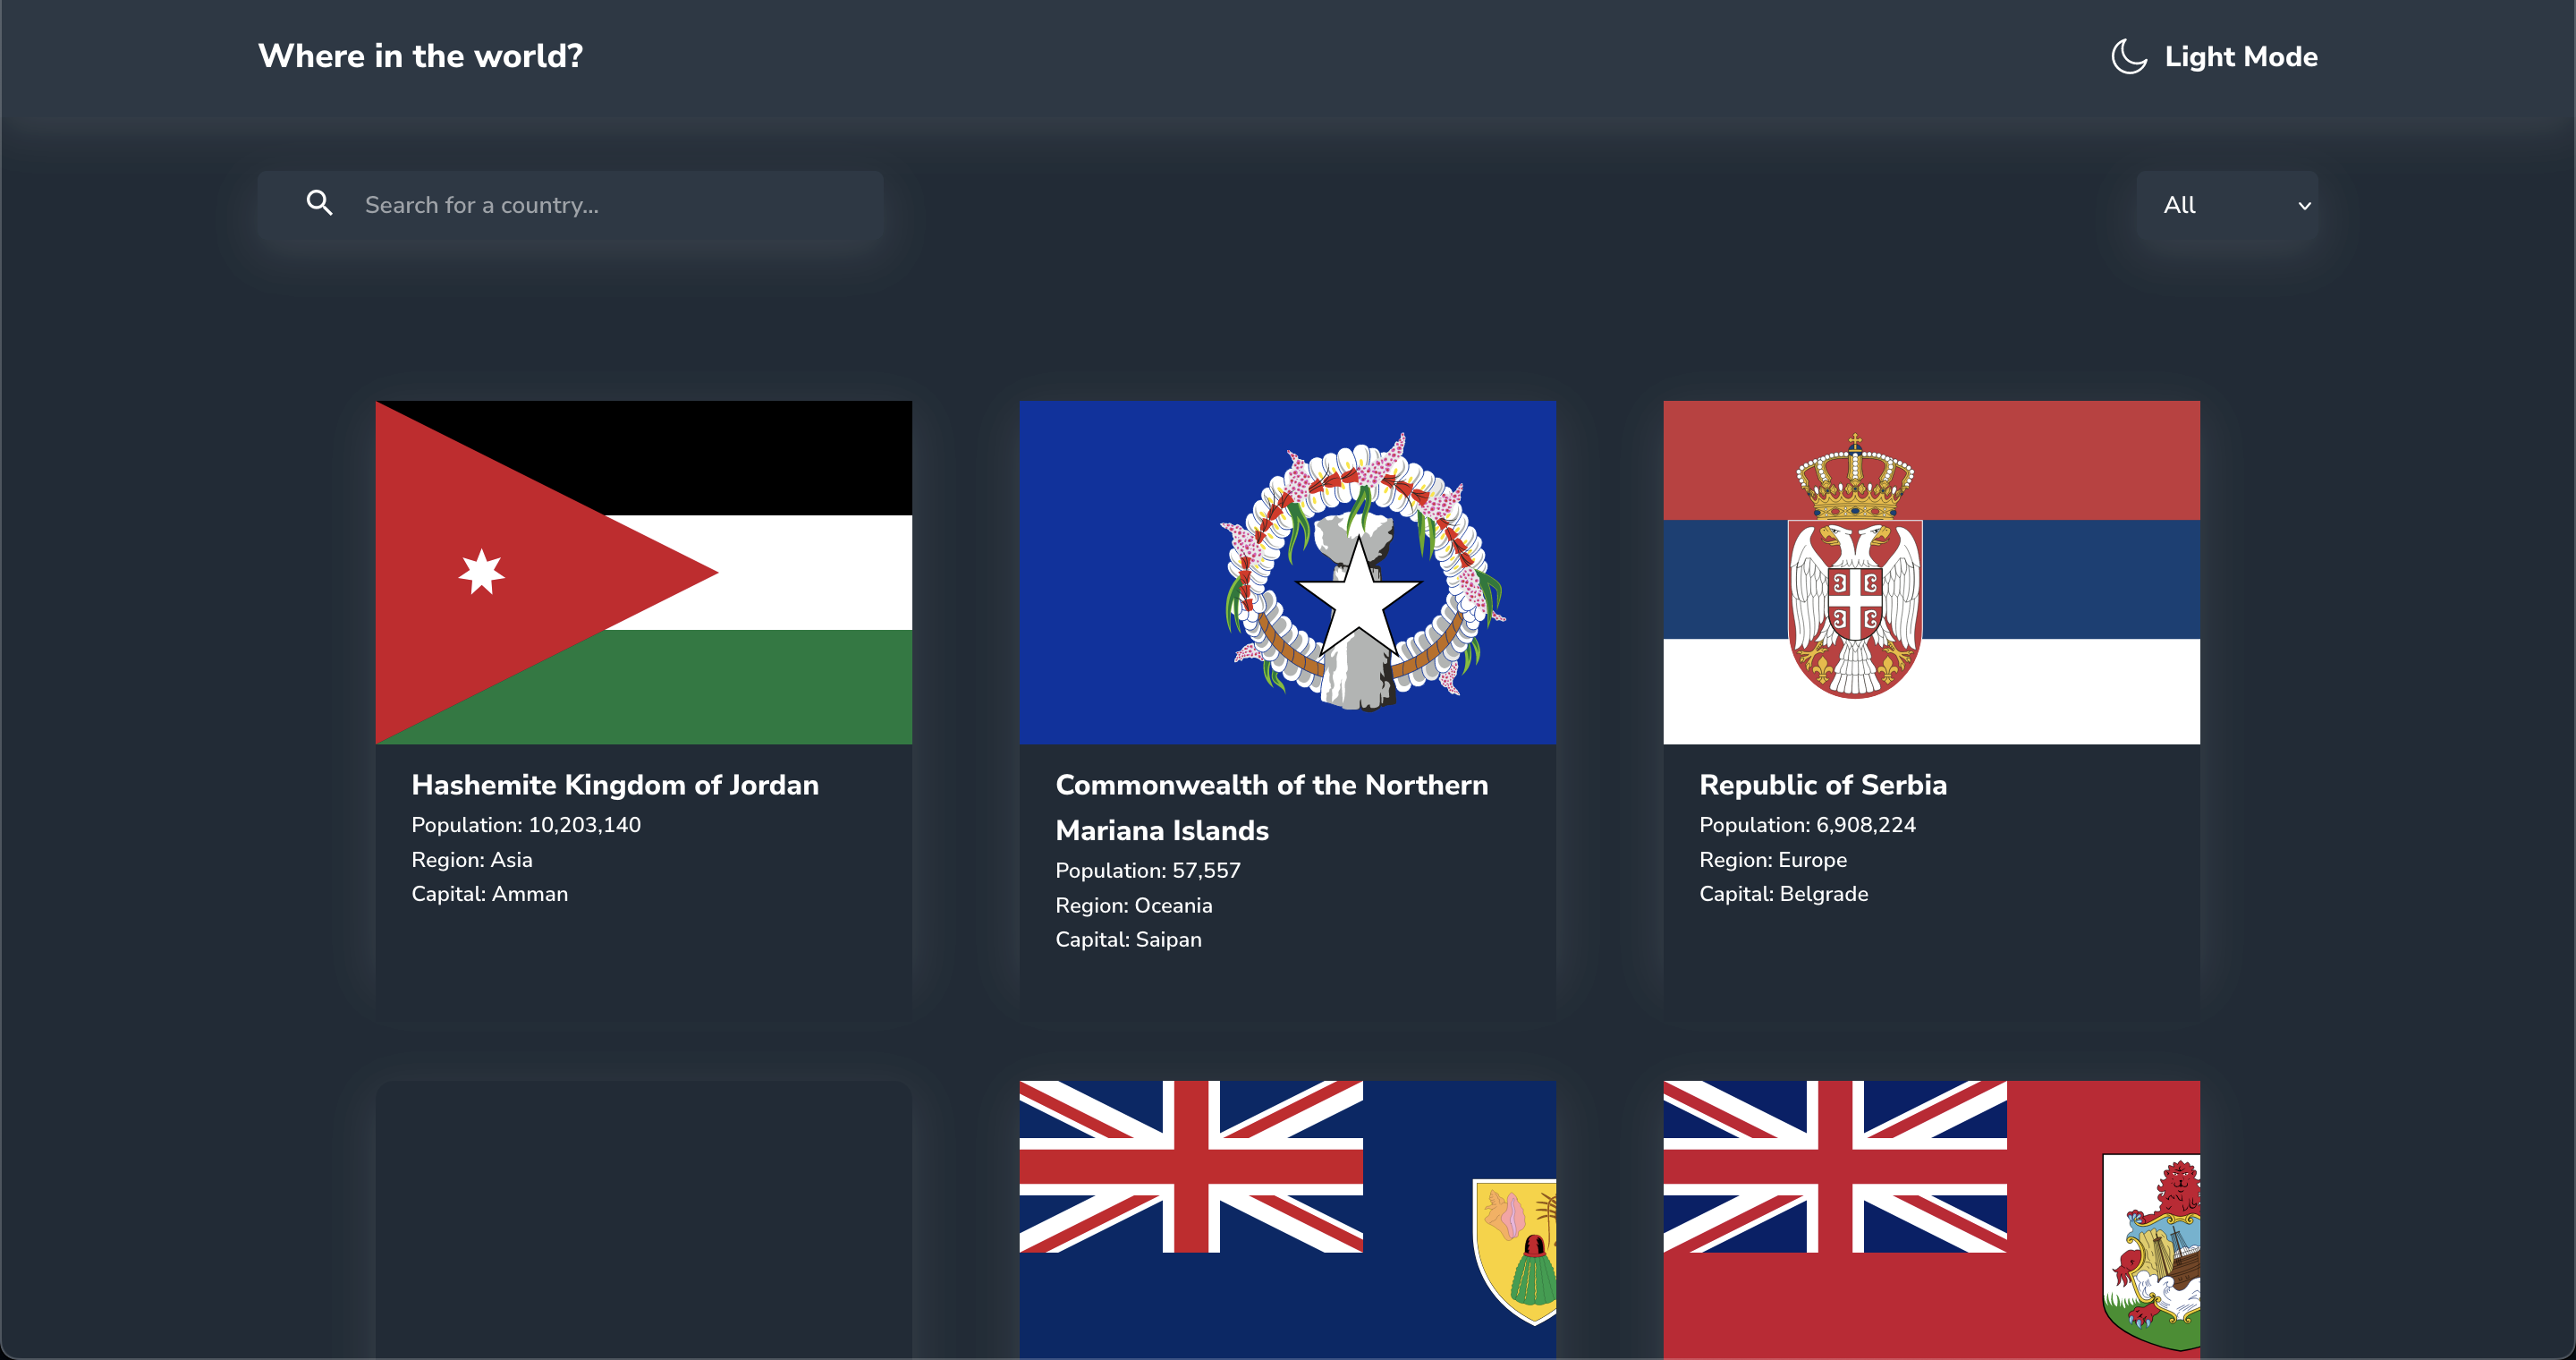 Where in the world?
Light Mode
Search for a country...
All
Hashemite Kingdom of Jordan
Population: 10,203,140
Region: Asia
Capital: Amman
Commonwealth of the Northern
Mariana Islands
Population: 57,557
Region: Oceania
Capital: Saipan
Republic of Serbia
Population: 6,908,224
Region: Europe
Capital: Belgrade